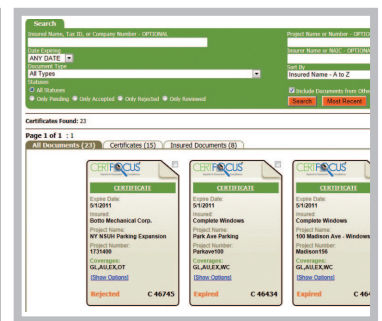 Search
Insured Name, Tax ID, or Company Number - OPTIONAL
Project Name or Number - OPTIO
Date Expiring
Insurer Name or NAIC - OPTIONA
ANY DATE
Document Type
Sort By
All Types
Insured Name - A to Z
Statuses
All Statuses
Include Documents from Othe
Only Pending Only Accepted Only Rejected Only Reviewed
Search Most Recent
Certificates Found: 23
Page 1 of 1 : 1
All Documents (23) Certificates (15) Insured Documents (8)
CERTFOCUS CERTFOCUS CERTFOCUS
CERTIFICATE CERTIFICATE CERTIFICATE
Expire Date: Expire Date: Expire Date:
5/1/2011 5/1/2011 5/1/2011
Insured: Insured: Insured:
Botto Mechanical Corp. Complete Windows Complete Windows
Project Name: Project Name: Project Name:
NY NSUH Parking Expansion Park Ave Parking 100 Madison Ave - Windows
Project Number: Project Number: Project Number:
1731400 Parkave100 Madison156
Coverages: Coverages: Coverages:
GL,AU,EX,OT GL,AU,EX,WC GL,AU,EX,WC
[Show Options] [Show Options] [Show Options]
Rejected C 46745 Expired C 46434 Expired C 464